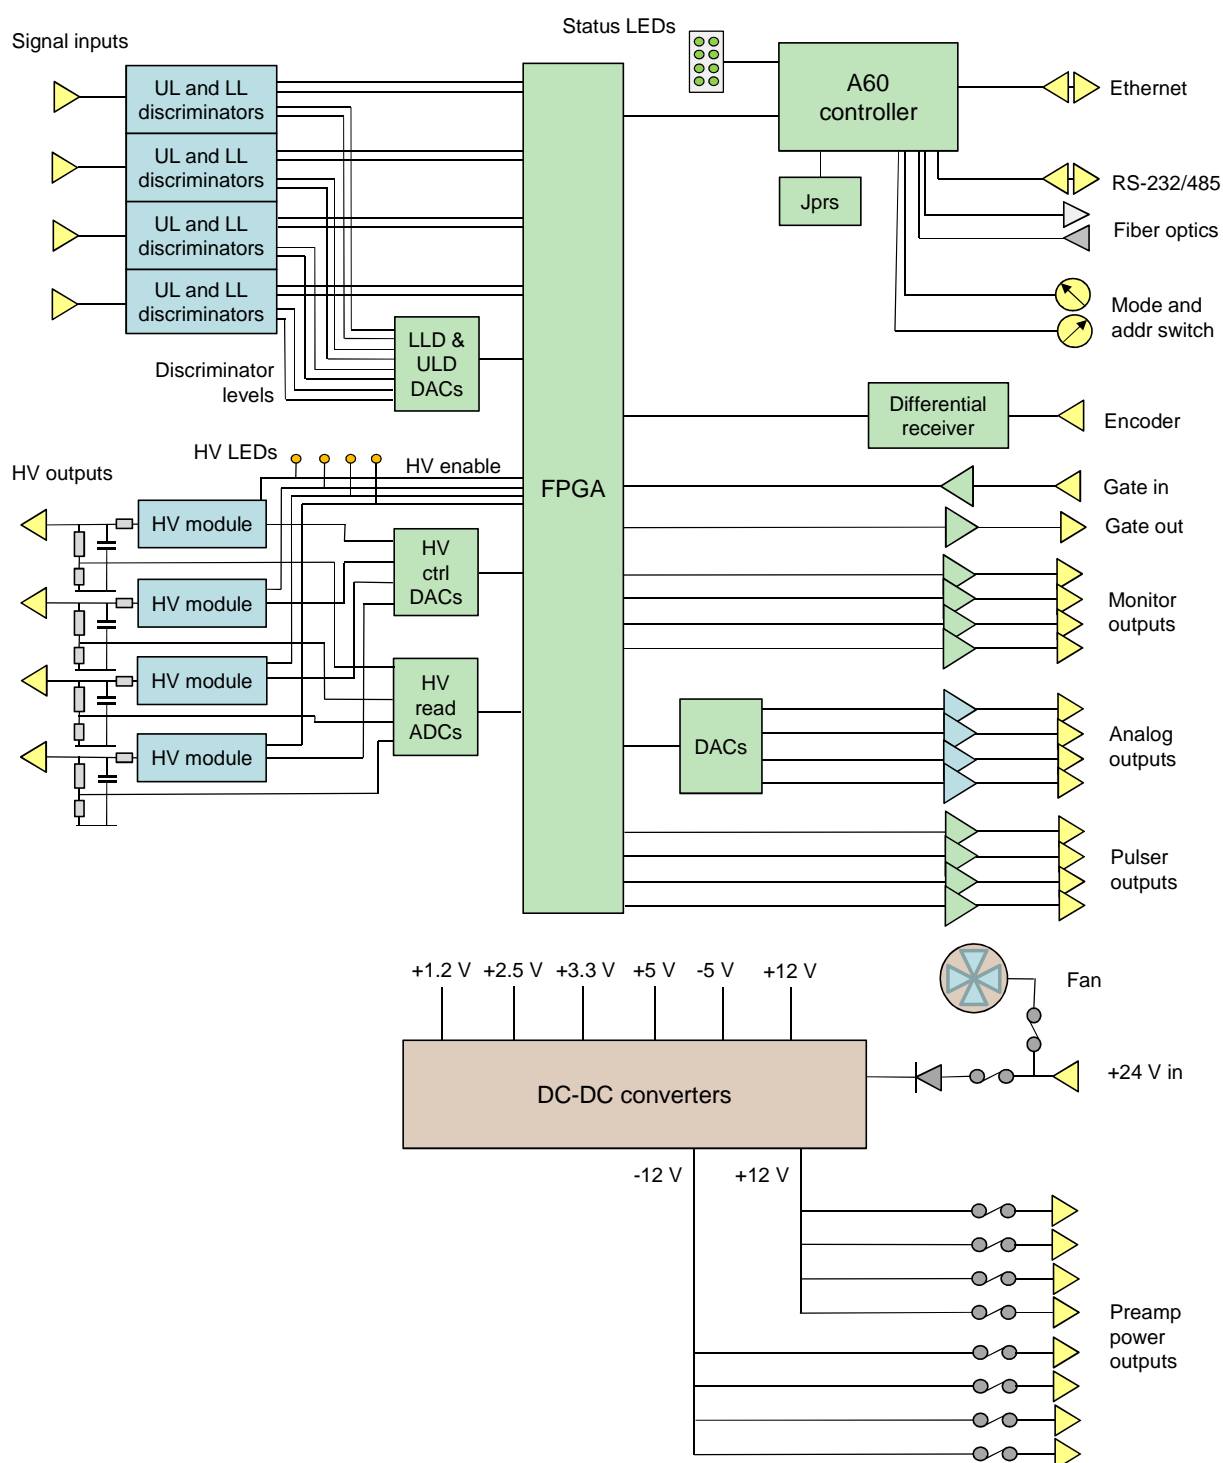 Status LEDs
Signal inputs
UL and LL
discriminators
UL and LL
discriminators
UL and LL
discriminators
UL and LL
discriminators
A60
controller
Ethernet
Jprs
RS-232/485
Fiber optics
Mode and
addr switch
LLD &
ULD
DACs
Discriminator
levels
Differential
receiver
Encoder
HV LEDs
HV enable
HV outputs
FPGA
Gate in
Gate out
HV module
HV module
HV module
HV module
HV
ctrl
DACs
HV
read
ADCs
Monitor
outputs
DACs
Analog
outputs
Pulser
outputs
+1.2 V
+2.5 V
+3.3 V
+5 V
-5 V
+12 V
Fan
+24 V in
DC-DC converters
-12 V
+12 V
Preamp
power
outputs